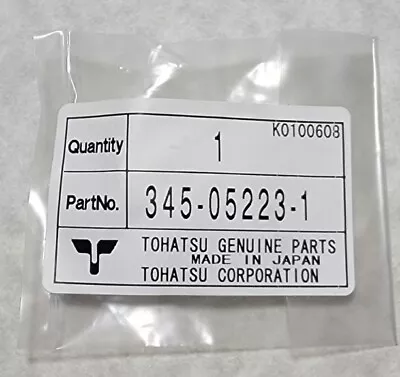 K0100608
Quantity 1
PartNo. 345-05223-1
TOHATSU GENUINE PARTS
MADE IN JAPAN
TOHATSU CORPORATION